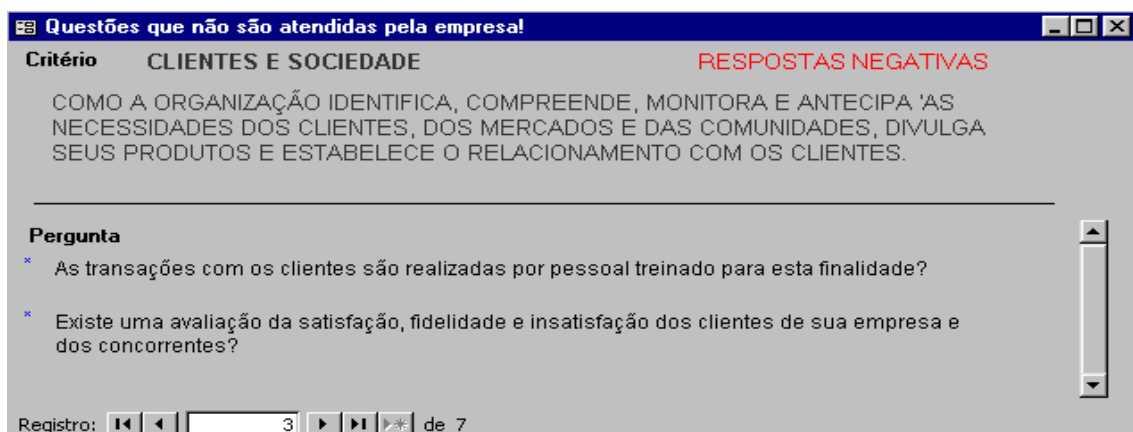 Questões que não são atendidas pela empresa!
Critério CLIENTES E SOCIEDADE RESPOSTAS NEGATIVAS
COMO A ORGANIZAÇÃO IDENTIFICA, COMPREENDE, MONITORA E ANTECIPA 'AS
NECESSIDADES DOS CLIENTES, DOS MERCADOS E DAS COMUNIDADES, DIVULGA
SEUS PRODUTOS E ESTABELECE O RELACIONAMENTO COM OS CLIENTES.
Pergunta
* As transações com os clientes são realizadas por pessoal treinado para esta finalidade?
* Existe uma avaliação da satisfação, fidelidade e insatisfação dos clientes de sua empresa e
dos concorrentes?
Registro: 3 de 7